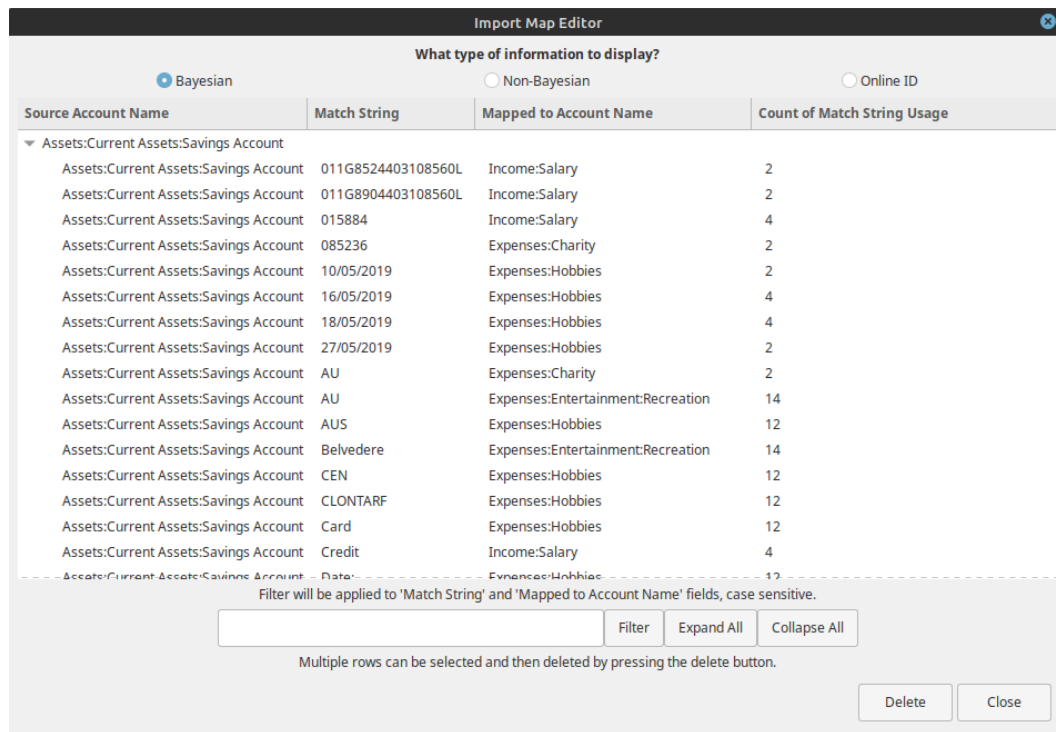 Import Map Editor
What type of information to display?
Bayesian Non-Bayesian Online ID
Source Account Name Match String Mapped to Account Name Count of Match String Usage
Assets:Current Assets:Savings Account
Assets:Current Assets:Savings Account 011G8524403108560L Income:Salary 2
Assets:Current Assets:Savings Account 011G8904403108560L Income:Salary 2
Assets:Current Assets:Savings Account 015884 Income:Salary 4
Assets:Current Assets:Savings Account 085236 Expenses:Charity 2
Assets:Current Assets:Savings Account 10/05/2019 Expenses:Hobbies 2
Assets:Current Assets:Savings Account 16/05/2019 Expenses:Hobbies 4
Assets:Current Assets:Savings Account 18/05/2019 Expenses:Hobbies 4
Assets:Current Assets:Savings Account 27/05/2019 Expenses:Hobbies 2
Assets:Current Assets:Savings Account AU Expenses:Charity 2
Assets:Current Assets:Savings Account AU Expenses:Entertainment:Recreation 14
Assets:Current Assets:Savings Account AUS Expenses:Hobbies 12
Assets:Current Assets:Savings Account Belvedere Expenses:Entertainment:Recreation 14
Assets:Current Assets:Savings Account CEN Expenses:Hobbies 12
Assets:Current Assets:Savings Account CLONTARF Expenses:Hobbies 12
Assets:Current Assets:Savings Account Card Expenses:Hobbies 12
Assets:Current Assets:Savings Account Credit Income:Salary 4
Assets:Current Assets:Savings Account Date: Expenses:Hobbies 12
Filter will be applied to 'Match String' and 'Mapped to Account Name' fields, case sensitive.
Filter Expand All Collapse All
Multiple rows can be selected and then deleted by pressing the delete button.
Delete Close